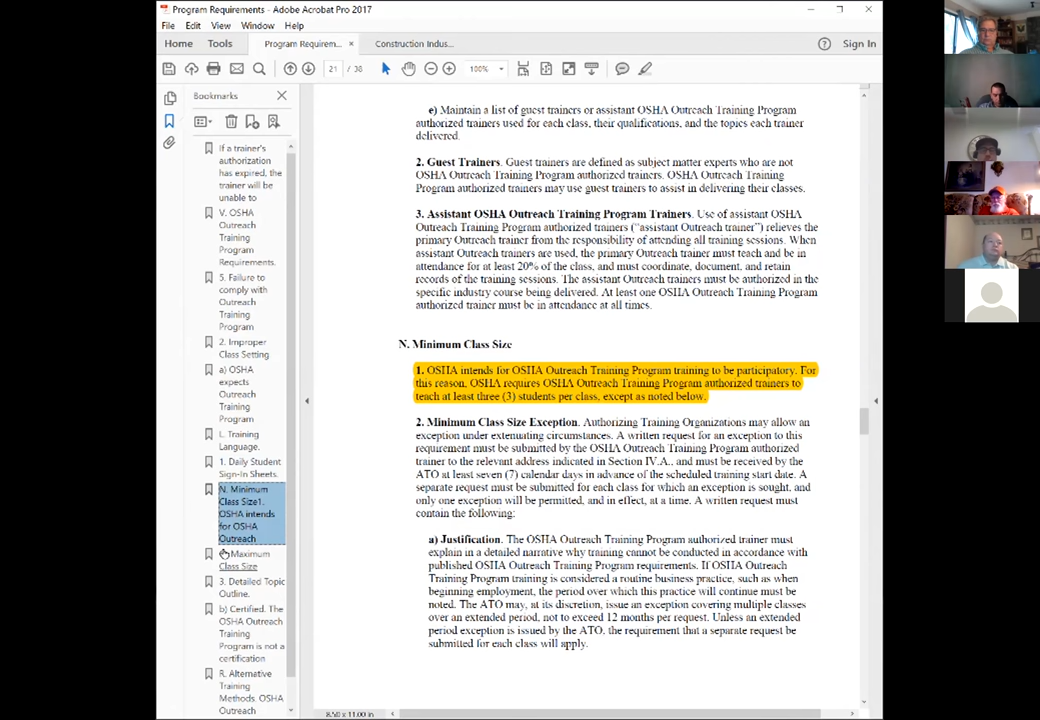 Program Requirements - Adobe Acrobat Pro 2017
File Edit View Window Help
Home Tools Program Requirem... × Construction Indus... Sign In
21 / 38 100%
Bookmarks
If a trainer's
authorization
has expired, the
trainer will be
unable to
V. OSHA
Outreach
Training
Program
Requirements.
5. Failure to
comply with
Outreach
Training
Program
2. Improper
Class Setting
a) OSHA
expects
Outreach
Training
Program
L. Training
Language.
1. Daily Student
Sign-In Sheets.
N. Minimum
Class Size1.
OSHA intends
for OSHA
Outreach
Maximum
Class Size
3. Detailed Topic
Outline.
b) Certified. The
OSHA Outreach
Training
Program is not a
certification
R. Alternative
Training
Methods. OSHA
Outreach
e) Maintain a list of guest trainers or assistant OSHA Outreach Training Program
authorized trainers used for each class, their qualifications, and the topics each trainer
delivered.
2. Guest Trainers. Guest trainers are defined as subject matter experts who are not
OSHA Outreach Training Program authorized trainers. OSHA Outreach Training
Program authorized trainers may use guest trainers to assist in delivering their classes.
3. Assistant OSHA Outreach Training Program Trainers. Use of assistant OSHA
Outreach Training Program authorized trainers ("assistant Outreach trainer") relieves the
primary Outreach trainer from the responsibility of attending all training sessions. When
assistant Outreach trainers are used, the primary Outreach trainer must teach and be in
attendance for at least 20% of the class, and must coordinate, document, and retain
records of the training sessions. The assistant Outreach trainers must be authorized in the
specific industry course being delivered. At least one OSHA Outreach Training Program
authorized trainer must be in attendance at all times.
N. Minimum Class Size
1. OSHA intends for OSHA Outreach Training Program training to be participatory. For
this reason, OSHA requires OSHA Outreach Training Program authorized trainers to
teach at least three (3) students per class, except as noted below.
2. Minimum Class Size Exception. Authorizing Training Organizations may allow an
exception under extenuating circumstances. A written request for an exception to this
requirement must be submitted by the OSHA Outreach Training Program authorized
trainer to the relevant address indicated in Section IV.A., and must be received by the
ATO at least seven (7) calendar days in advance of the scheduled training start date. A
separate request must be submitted for each class for which an exception is sought, and
only one exception will be permitted, and in effect, at a time. A written request must
contain the following:
a) Justification. The OSHA Outreach Training Program authorized trainer must
explain in a detailed narrative why training cannot be conducted in accordance with
published OSHA Outreach Training Program requirements. If OSHA Outreach
Training Program training is considered a routine business practice, such as when
beginning employment, the period over which this practice will continue must be
noted. The ATO may, at its discretion, issue an exception covering multiple classes
over an extended period, not to exceed 12 months per request. Unless an extended
period exception is issued by the ATO, the requirement that a separate request be
submitted for each class will apply.
8.50 x 11.00 in